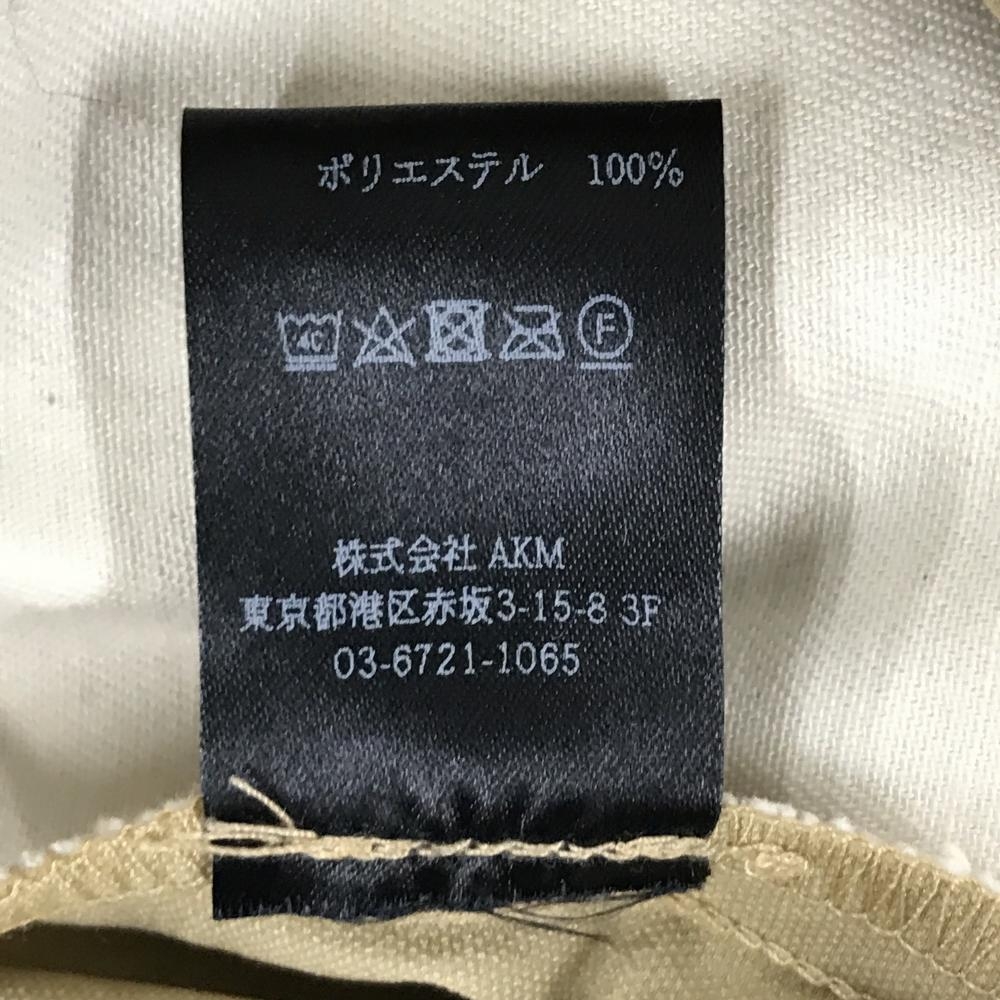 ポリエステル 100%
40 F
株式会社 AKM
東京都港区赤坂3-15-8 3F
03-6721-1065